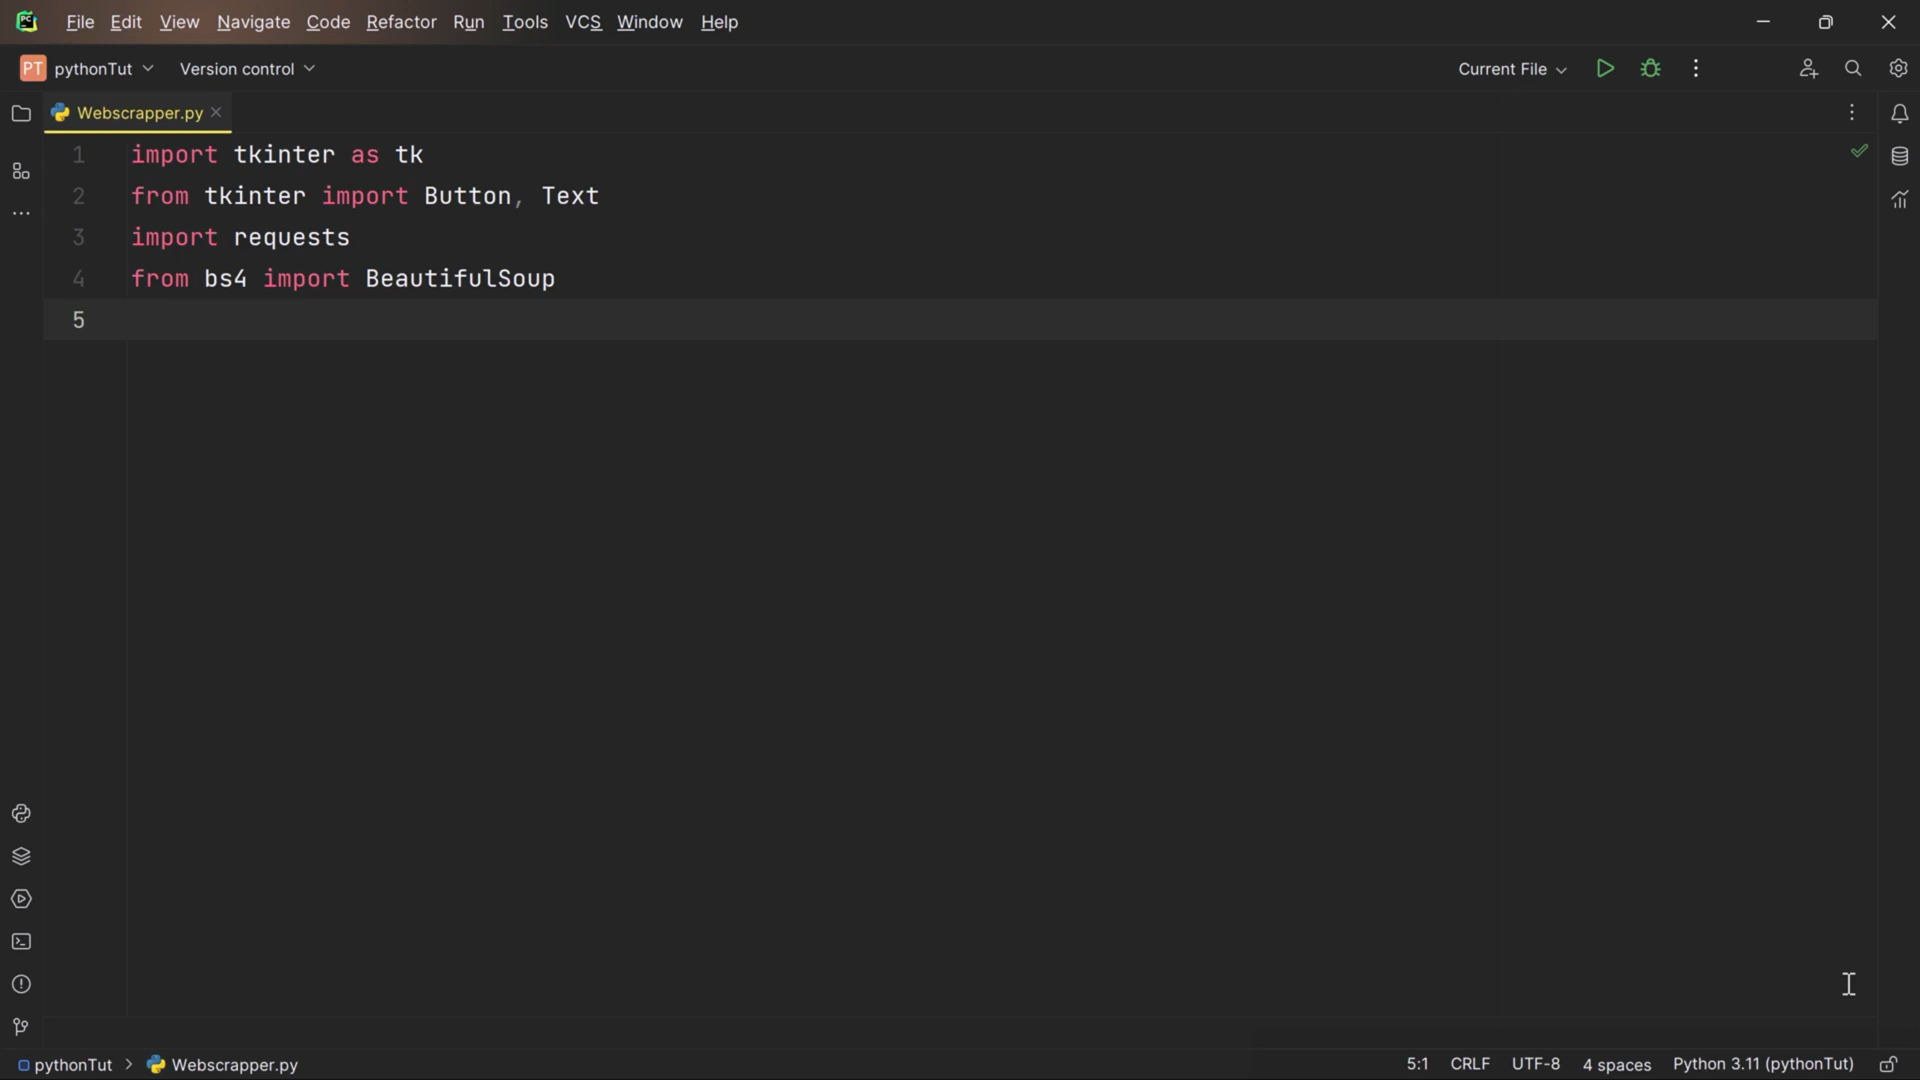 PC File Edit View Navigate Code Refactor Run Tools VCS Window Help
PT pythonTut Version control Current File
Webscrapper.py
1 import tkinter as tk
2 from tkinter import Button, Text
3 import requests
4 from bs4 import BeautifulSoup
5
pythonTut > Webscrapper.py 5:1 CRLF UTF-8 4 spaces Python 3.11 (pythonTut)